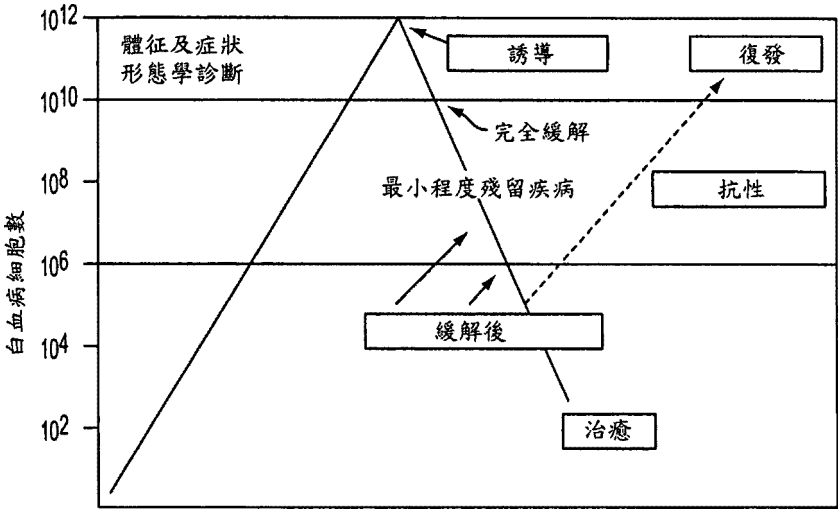 10¹²
體征及症狀
形態學診斷
誘導
復發
10¹⁰
完全緩解
10⁸
最小程度殘留疾病
抗性
白血病細胞數
10⁶
緩解後
10⁴
10²
治癒